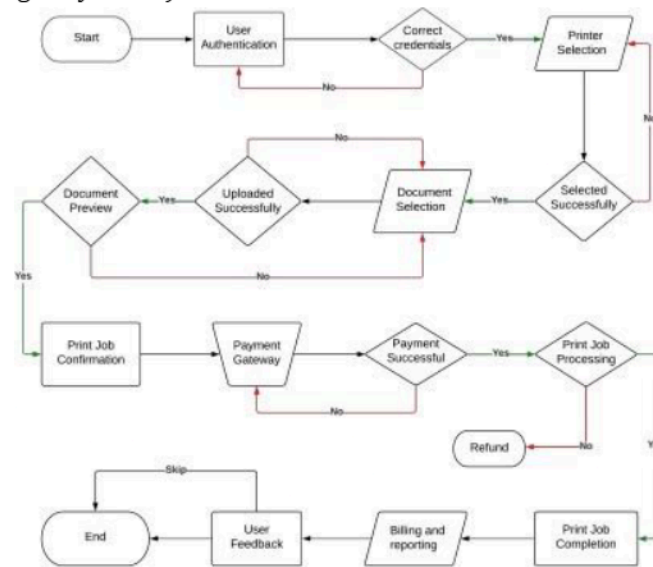 Start
User
Authentication
Correct
credentials
Yes
Printer
Selection
No
No
No
Document
Preview
Yes
Uploaded
Successfully
Document
Selection
Yes
Selected
Successfully
No
Yes
Print Job
Confirmation
Payment
Gateway
Payment
Successful
Yes
Print Job
Processing
No
Refund
No
Skip
End
User
Feedback
Billing and
reporting
Print Job
Completion